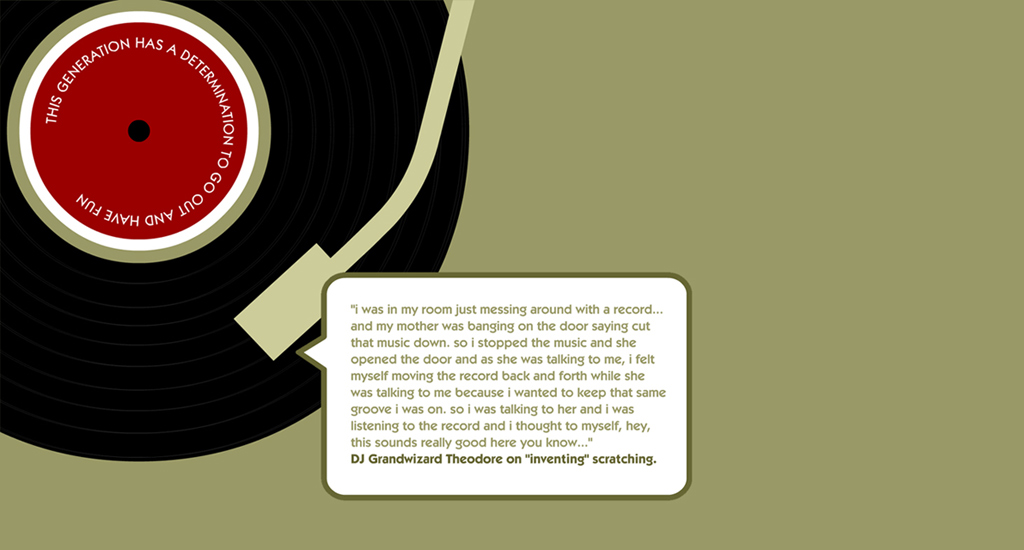 THIS GENERATION HAS A DETERMINATION TO GO OUT AND HAVE FUN
"i was in my room just messing around with a record...
and my mother was banging on the door saying cut
that music down. so i stopped the music and she
opened the door and as she was talking to me, i felt
myself moving the record back and forth while she
was talking to me because i wanted to keep that same
groove i was on. so i was talking to her and i was
listening to the record and i thought to myself, hey,
this sounds really good here you know..."
DJ Grandwizard Theodore on "inventing" scratching.